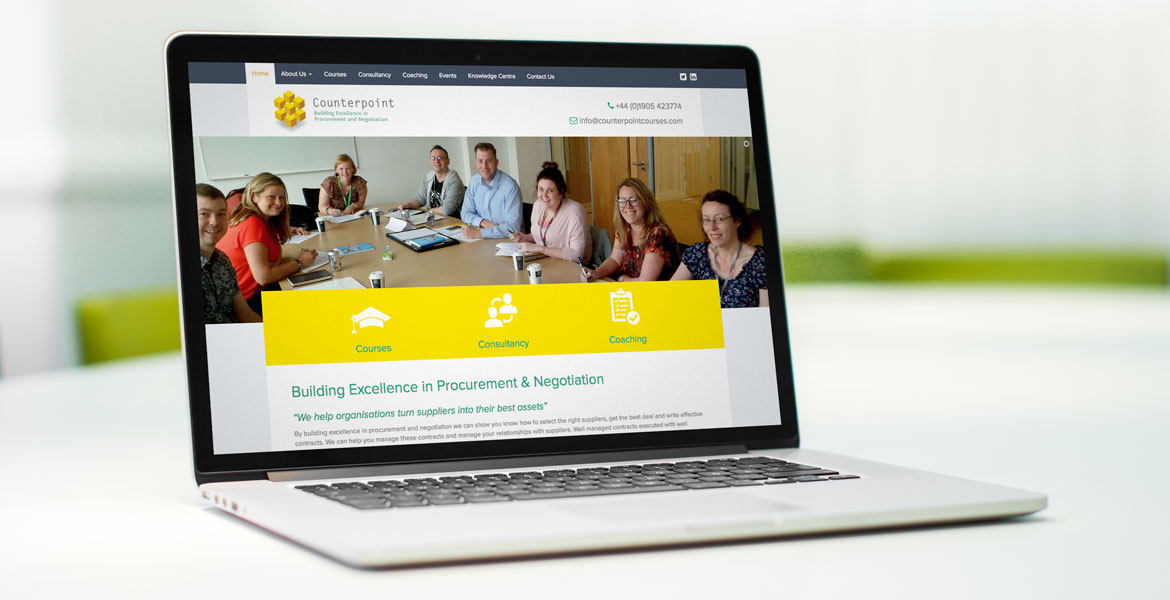 Home About Us Courses Consultancy Coaching Events Knowledge Centre Contact Us
Counterpoint
Building Excellence in
Procurement and Negotiation
+44 (0)1905 423774
info@counterpointcourses.com
Courses Consultancy Coaching
Building Excellence in Procurement & Negotiation
"We help organisations turn suppliers into their best assets"
By building excellence in procurement and negotiation we can show you know how to select the right suppliers, get the best deal and write effective
contracts. We can help you manage these contracts and manage your relationships with suppliers. Well managed contracts executed with well